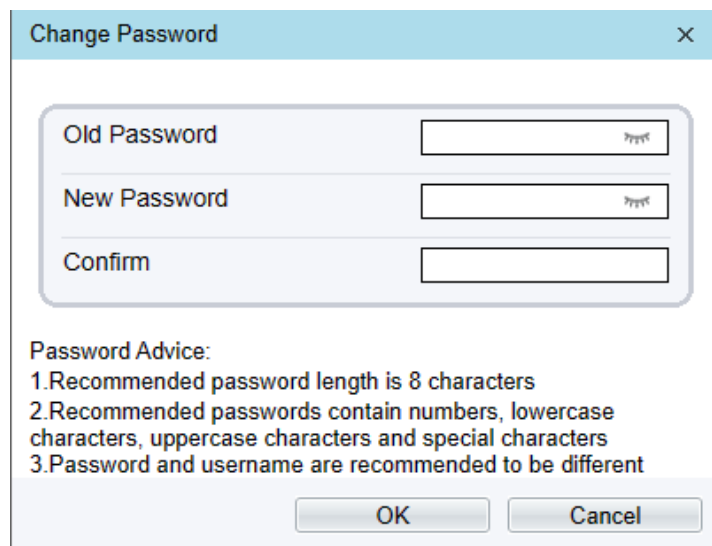 Change Password
Old Password
New Password
Confirm
Password Advice:
1.Recommended password length is 8 characters
2.Recommended passwords contain numbers, lowercase
characters, uppercase characters and special characters
3.Password and username are recommended to be different
OK
Cancel